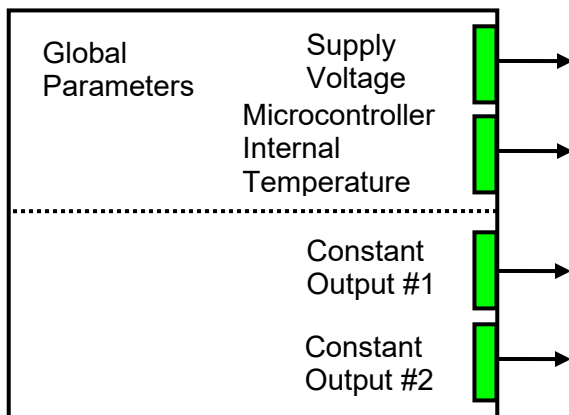 Global
Parameters
Supply
Voltage
Microcontroller
Internal
Temperature
Constant
Output #1
Constant
Output #2